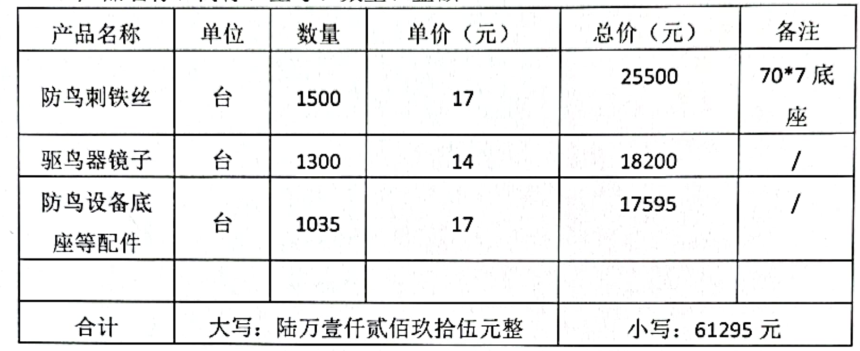 产品名称 单位 数量 单价（元） 总价（元） 备注
防鸟刺铁丝 台 1500 17 25500 70*7 底座
驱鸟器镜子 台 1300 14 18200 /
防鸟设备底座等配件 台 1035 17 17595 /
合计 大写：陆万壹仟贰佰玖拾伍元整 小写：61295 元